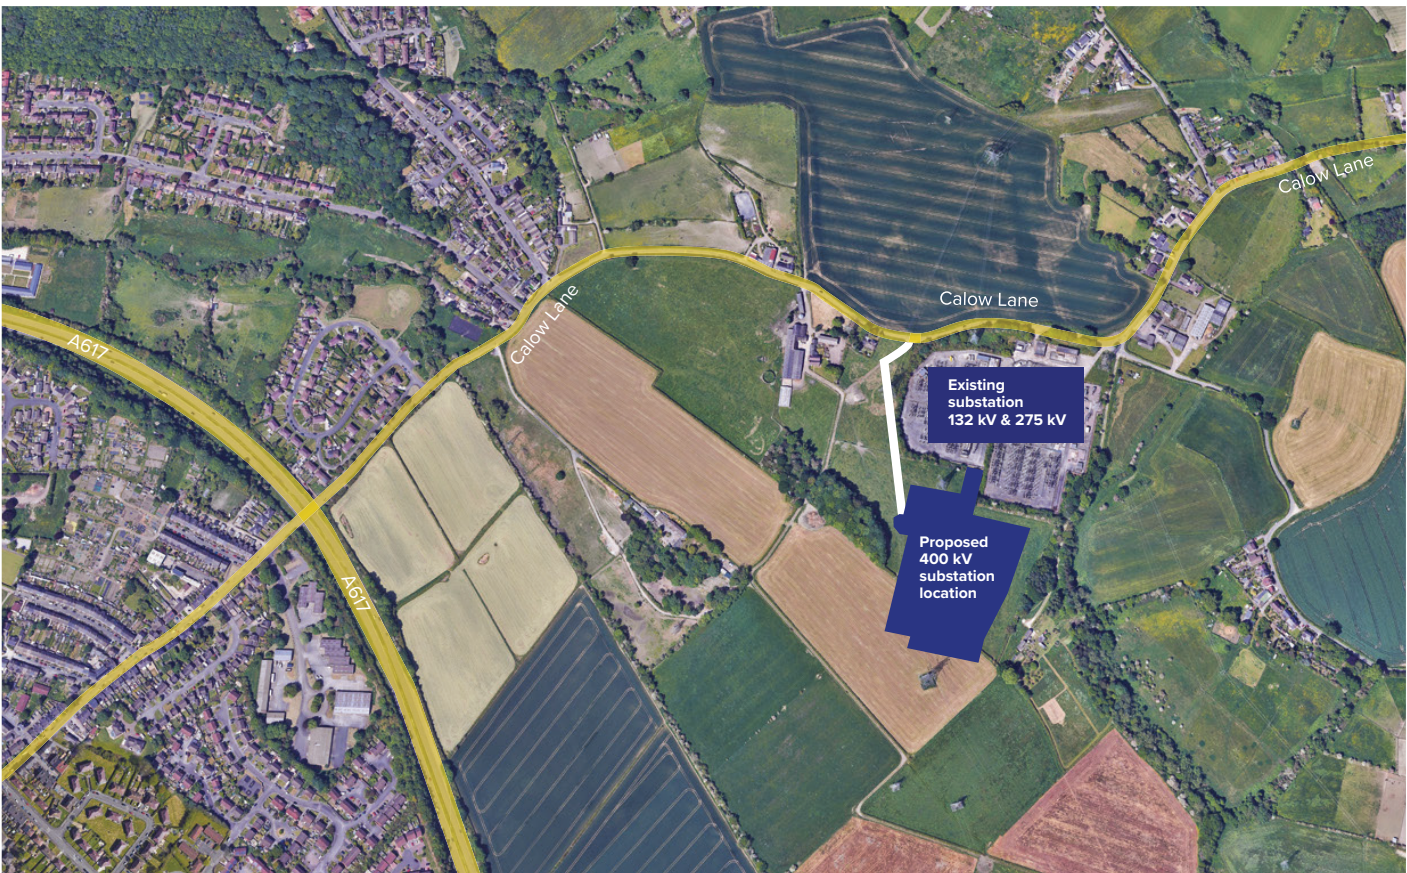 Calow Lane
Calow Lane
Calow Lane
A617
Existing
substation
132 kV & 275 kV
A617
Proposed
400 kV
substation
location